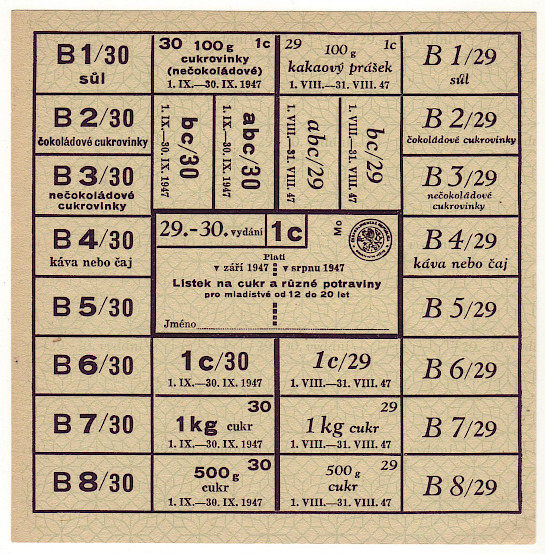 B 1/30
sůl
30 100 g 1c
cukrovinky
(nečokoládové)
1. IX.—30. IX. 1947
29 100 g 1c
kakaový prášek
1. VIII.—31. VIII. 47
B 1/29
sůl
B 2/30
čokoládové cukrovinky
bc/30
1. IX.—30. IX. 1947
abc/30
1. IX.—30. IX. 1947
abc/29
1. VIII.—31. VIII. 47
bc/29
1. VIII.—31. VIII. 47
B 2/29
čokoládové cukrovinky
B 3/30
nečokoládové
cukrovinky
B 3/29
nečokoládové
cukrovinky
B 4/30
káva nebo čaj
29.-30. vydání 1c Mo
Platí
v září 1947 v srpnu 1947
Lístek na cukr a různé potraviny
pro mladistvé od 12 do 20 let
Jméno
B 4/29
káva nebo čaj
B 5/30
B 5/29
B 6/30
1c/30
1. IX.—30. IX. 1947
1c/29
1. VIII.—31. VIII. 47
B 6/29
B 7/30
30
1 kg cukr
1. IX.—30. IX. 1947
29
1 kg cukr
1. VIII.—31. VIII. 47
B 7/29
B 8/30
500 g 30
cukr
1. IX.—30. IX. 1947
500 g 29
cukr
1. VIII.—31. VIII. 47
B 8/29